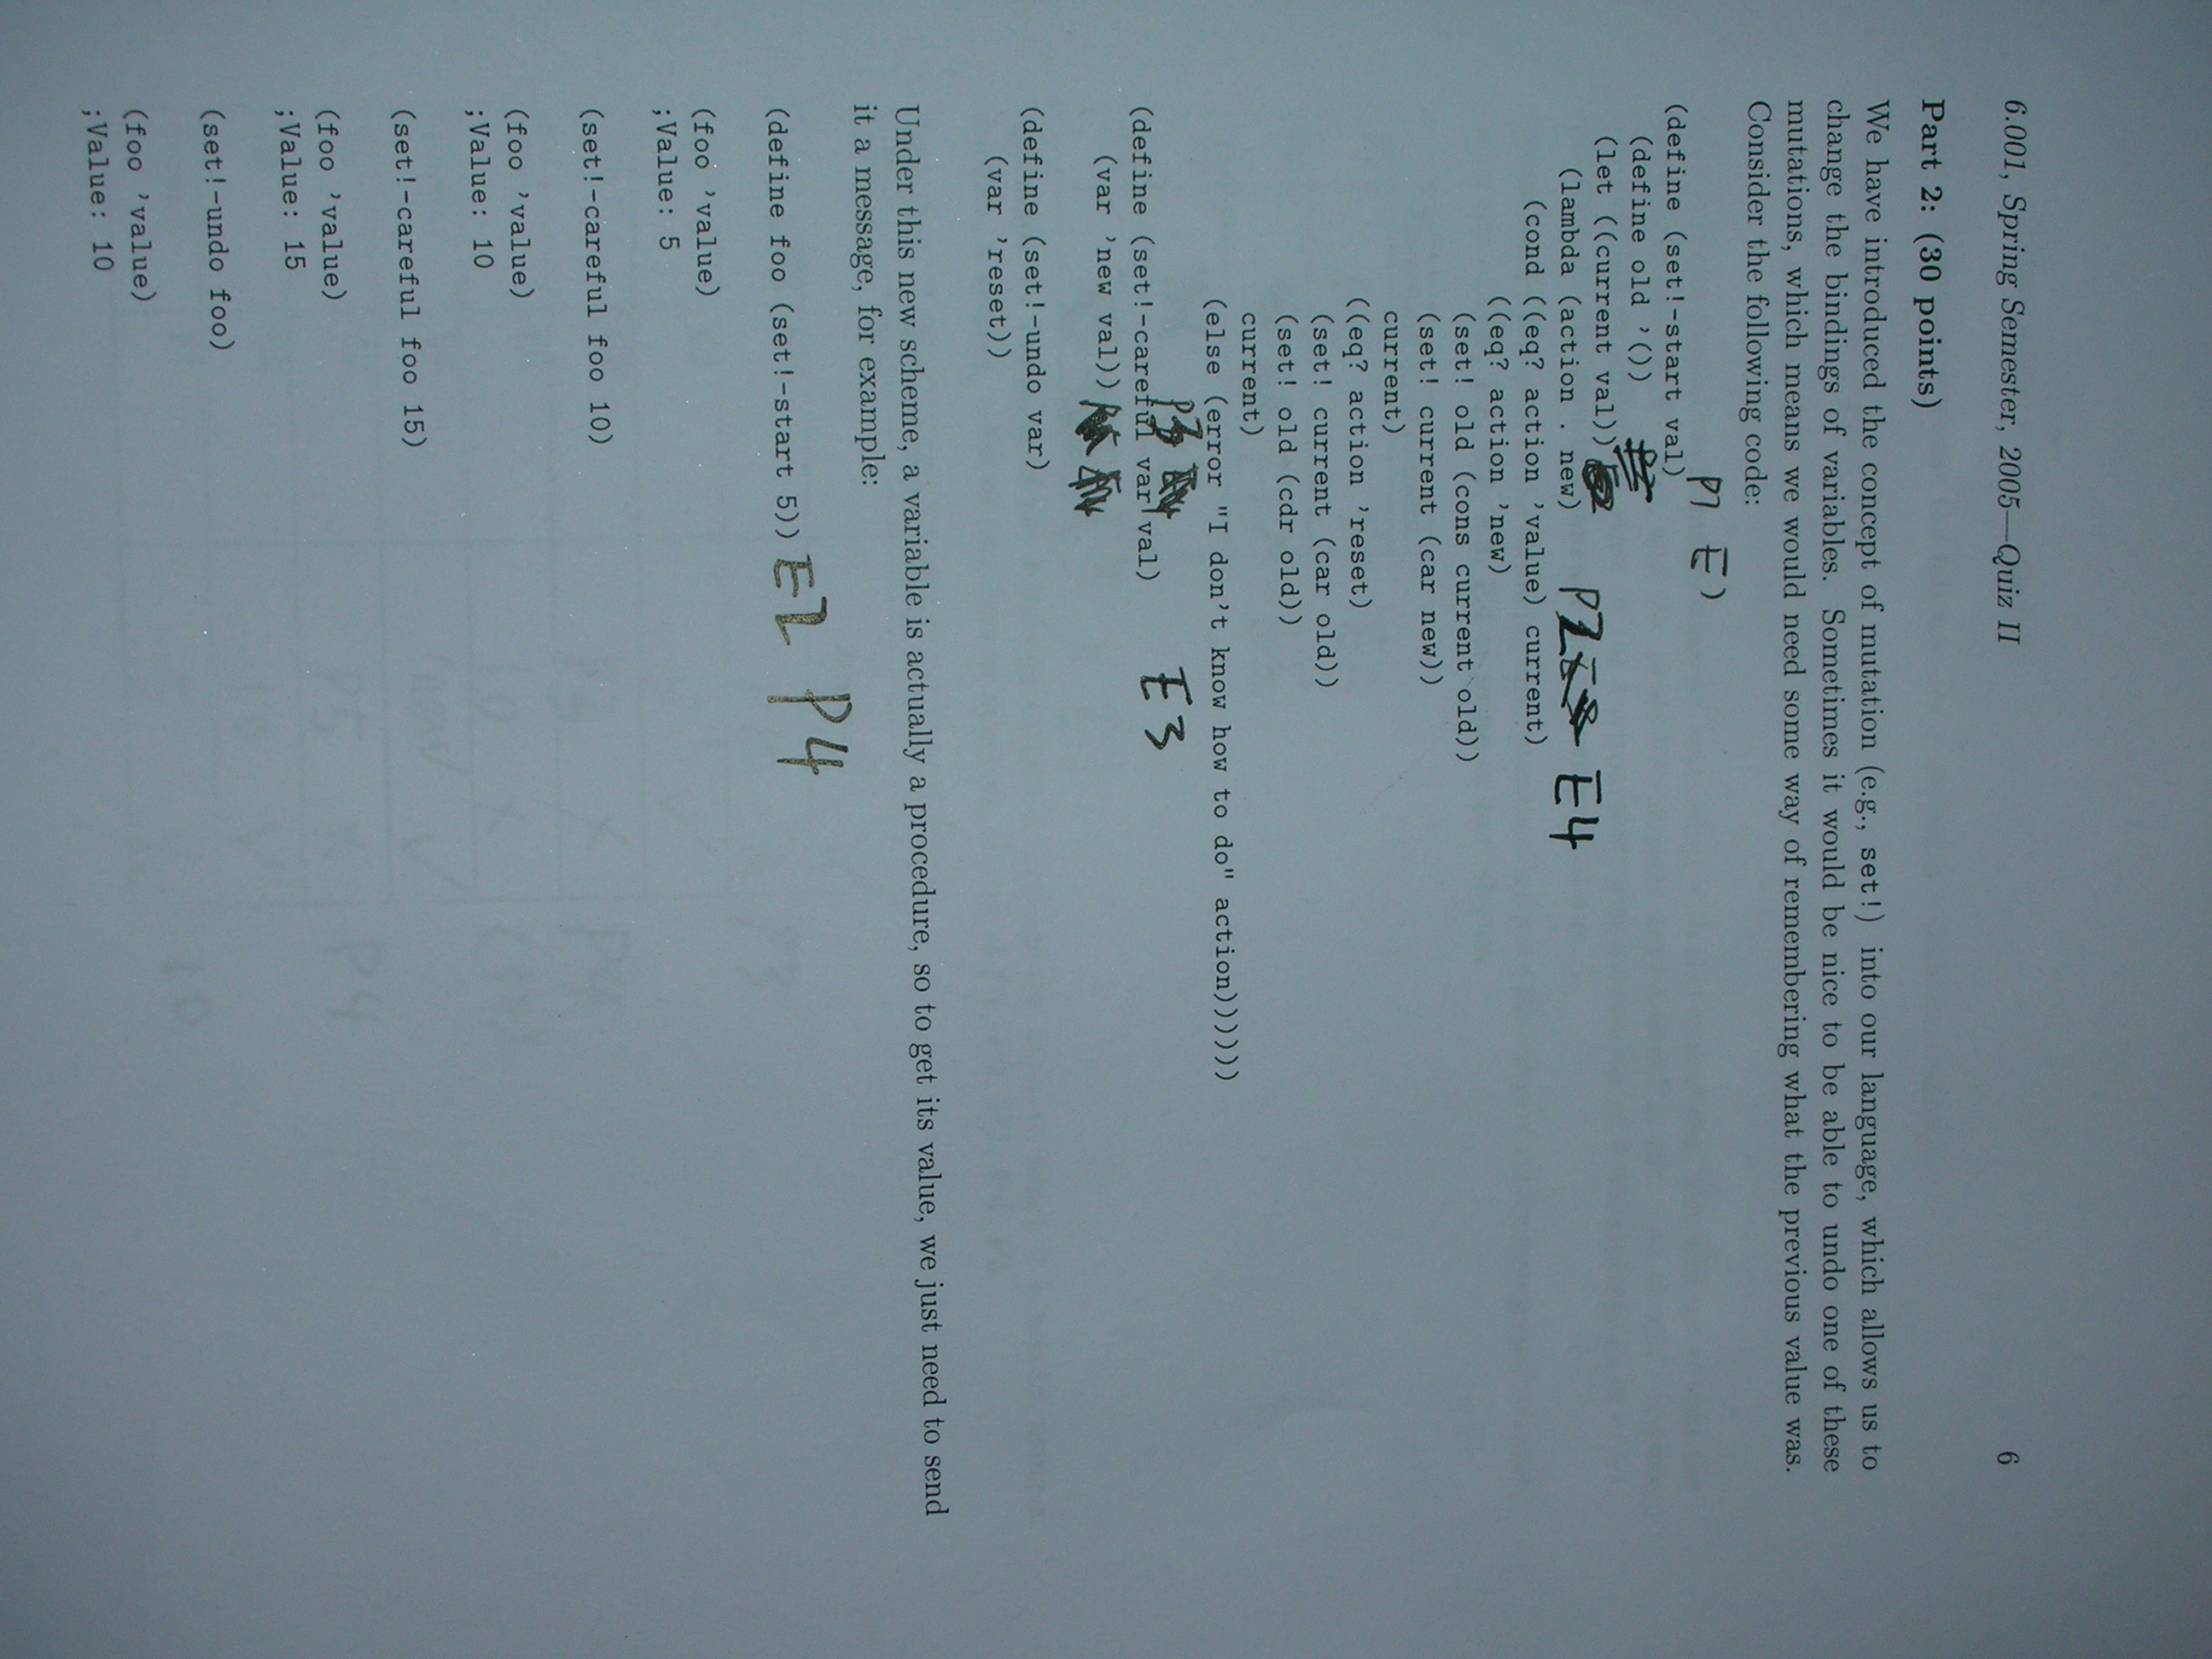 6.001, Spring Semester, 2005—Quiz II 6
Part 2: (30 points)
We have introduced the concept of mutation (e.g., set!) into our language, which allows us to
change the bindings of variables. Sometimes it would be nice to be able to undo one of these
mutations, which means we would need some way of remembering what the previous value was.
Consider the following code:
P1 E1
(define (set!-start val)
(define old '())
(let ((current val))
(lambda (action . new) P2 E4
(cond ((eq? action 'value) current)
((eq? action 'new)
(set! old (cons current old))
(set! current (car new))
current)
((eq? action 'reset)
(set! current (car old))
(set! old (cdr old))
current)
(else (error "I don't know how to do" action))))))
P3
(define (set!-careful var val) E3
(var 'new val))
(define (set!-undo var)
(var 'reset))
Under this new scheme, a variable is actually a procedure, so to get its value, we just need to send
it a message, for example:
(define foo (set!-start 5)) E2 P4
(foo 'value)
;Value: 5
(set!-careful foo 10)
(foo 'value)
;Value: 10
(set!-careful foo 15)
(foo 'value)
;Value: 15
(set!-undo foo)
(foo 'value)
;Value: 10